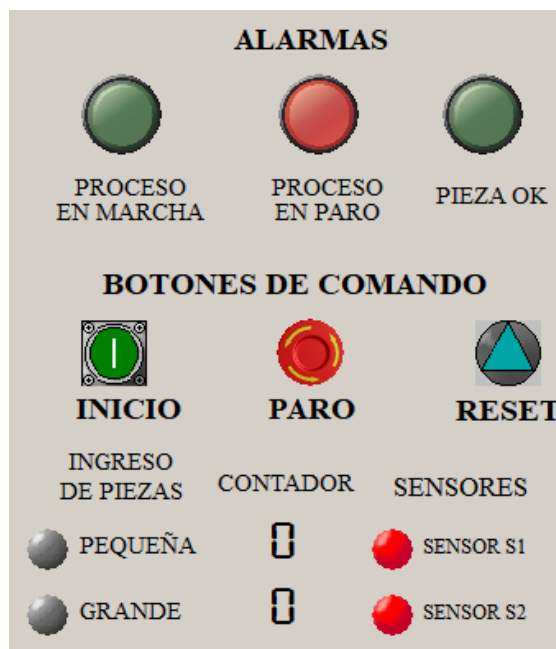 ALARMAS
PROCESO
EN MARCHA
PROCESO
EN PARO
PIEZA OK
BOTONES DE COMANDO
INICIO
PARO
RESET
INGRESO
DE PIEZAS
CONTADOR
SENSORES
PEQUEÑA
0
SENSOR S1
GRANDE
0
SENSOR S2